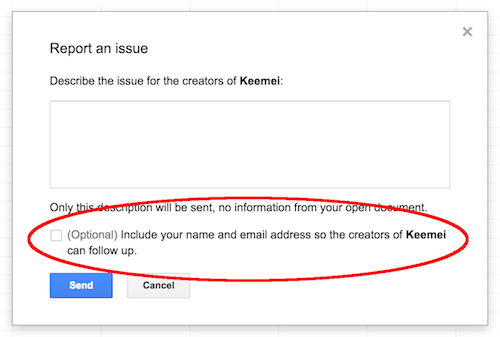 Report an issue
Describe the issue for the creators of Keemei:
Only this description will be sent, no information from your open document.
(Optional) Include your name and email address so the creators of Keemei
can follow up.
Send Cancel